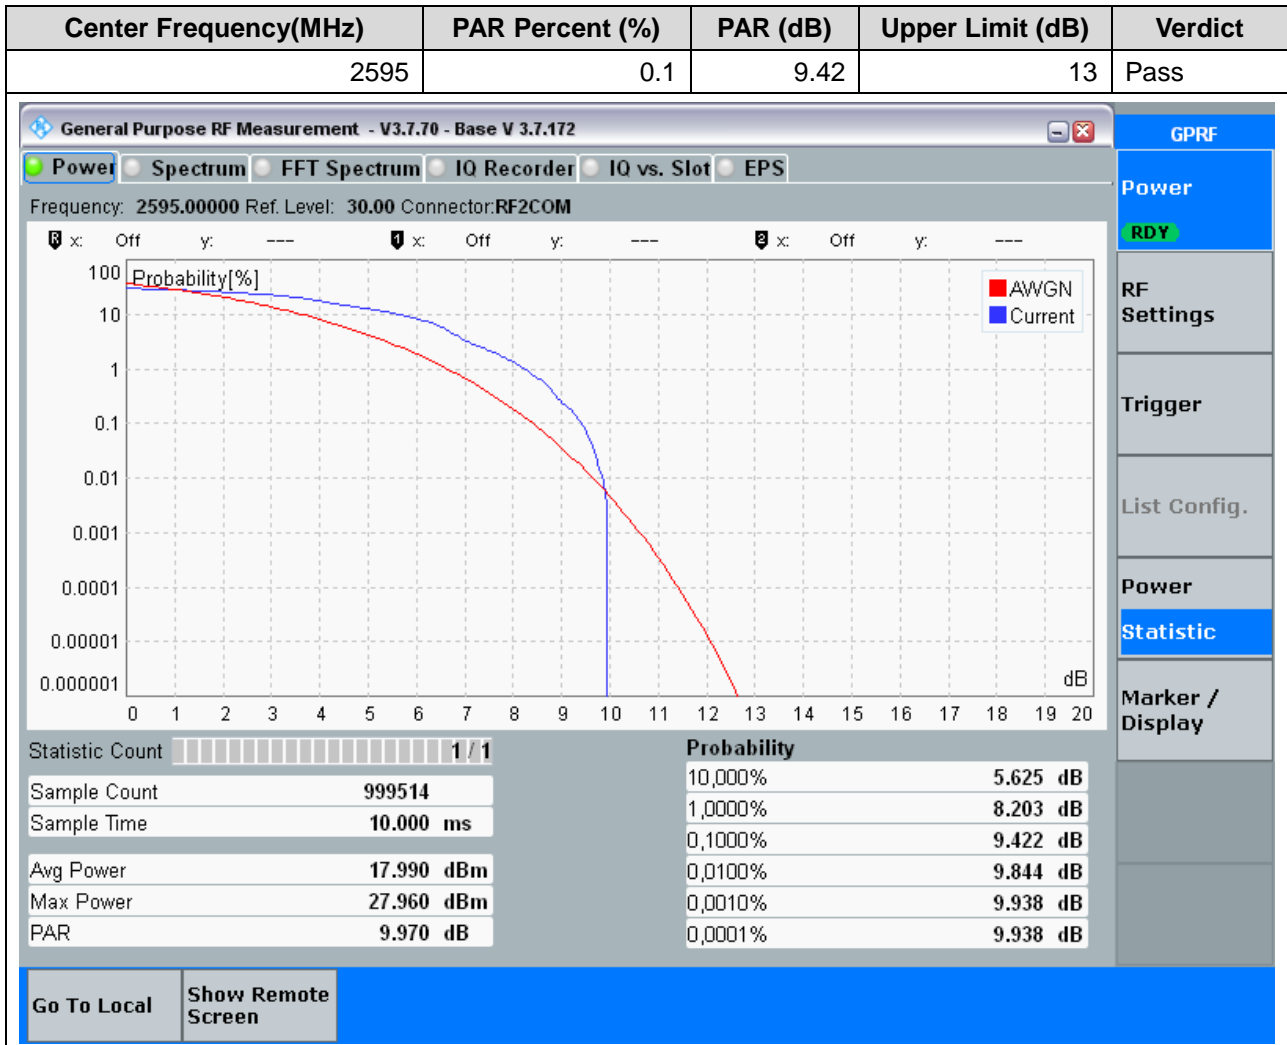 Center Frequency(MHz) PAR Percent (%) PAR (dB) Upper Limit (dB) Verdict
2595 0.1 9.42 13 Pass
General Purpose RF Measurement - V3.7.70 - Base V 3.7.172
GPRF
Power Spectrum FFT Spectrum IQ Recorder IQ vs. Slot EPS
Frequency: 2595.00000 Ref. Level: 30.00 Connector:RF2COM
R x: Off y: --- 1 x: Off y: --- 2 x: Off y: ---
Probability[%]
100
10
1
0.1
0.01
0.001
0.0001
0.00001
0.000001
AWGN
Current
dB
0 1 2 3 4 5 6 7 8 9 10 11 12 13 14 15 16 17 18 19 20
Statistic Count 1 / 1
Sample Count 999514
Sample Time 10.000 ms
Avg Power 17.990 dBm
Max Power 27.960 dBm
PAR 9.970 dB
Probability
10,000% 5.625 dB
1,0000% 8.203 dB
0,1000% 9.422 dB
0,0100% 9.844 dB
0,0010% 9.938 dB
0,0001% 9.938 dB
Power
RDY
RF
Settings
Trigger
List Config.
Power
Statistic
Marker /
Display
Go To Local
Show Remote
Screen